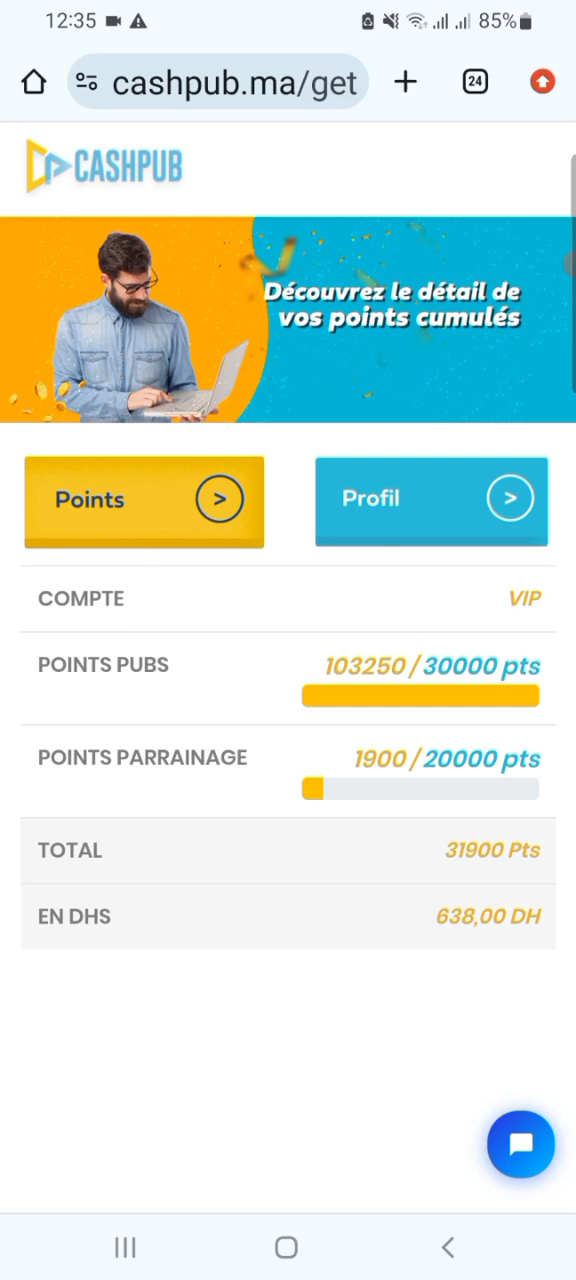 12:35 85%
cashpub.ma/get 24
CASHPUB
Découvrez le détail de
vos points cumulés
Points > Profil >
COMPTE VIP
POINTS PUBS 103250 / 30000 pts
POINTS PARRAINAGE 1900 / 20000 pts
TOTAL 31900 Pts
EN DHS 638,00 DH